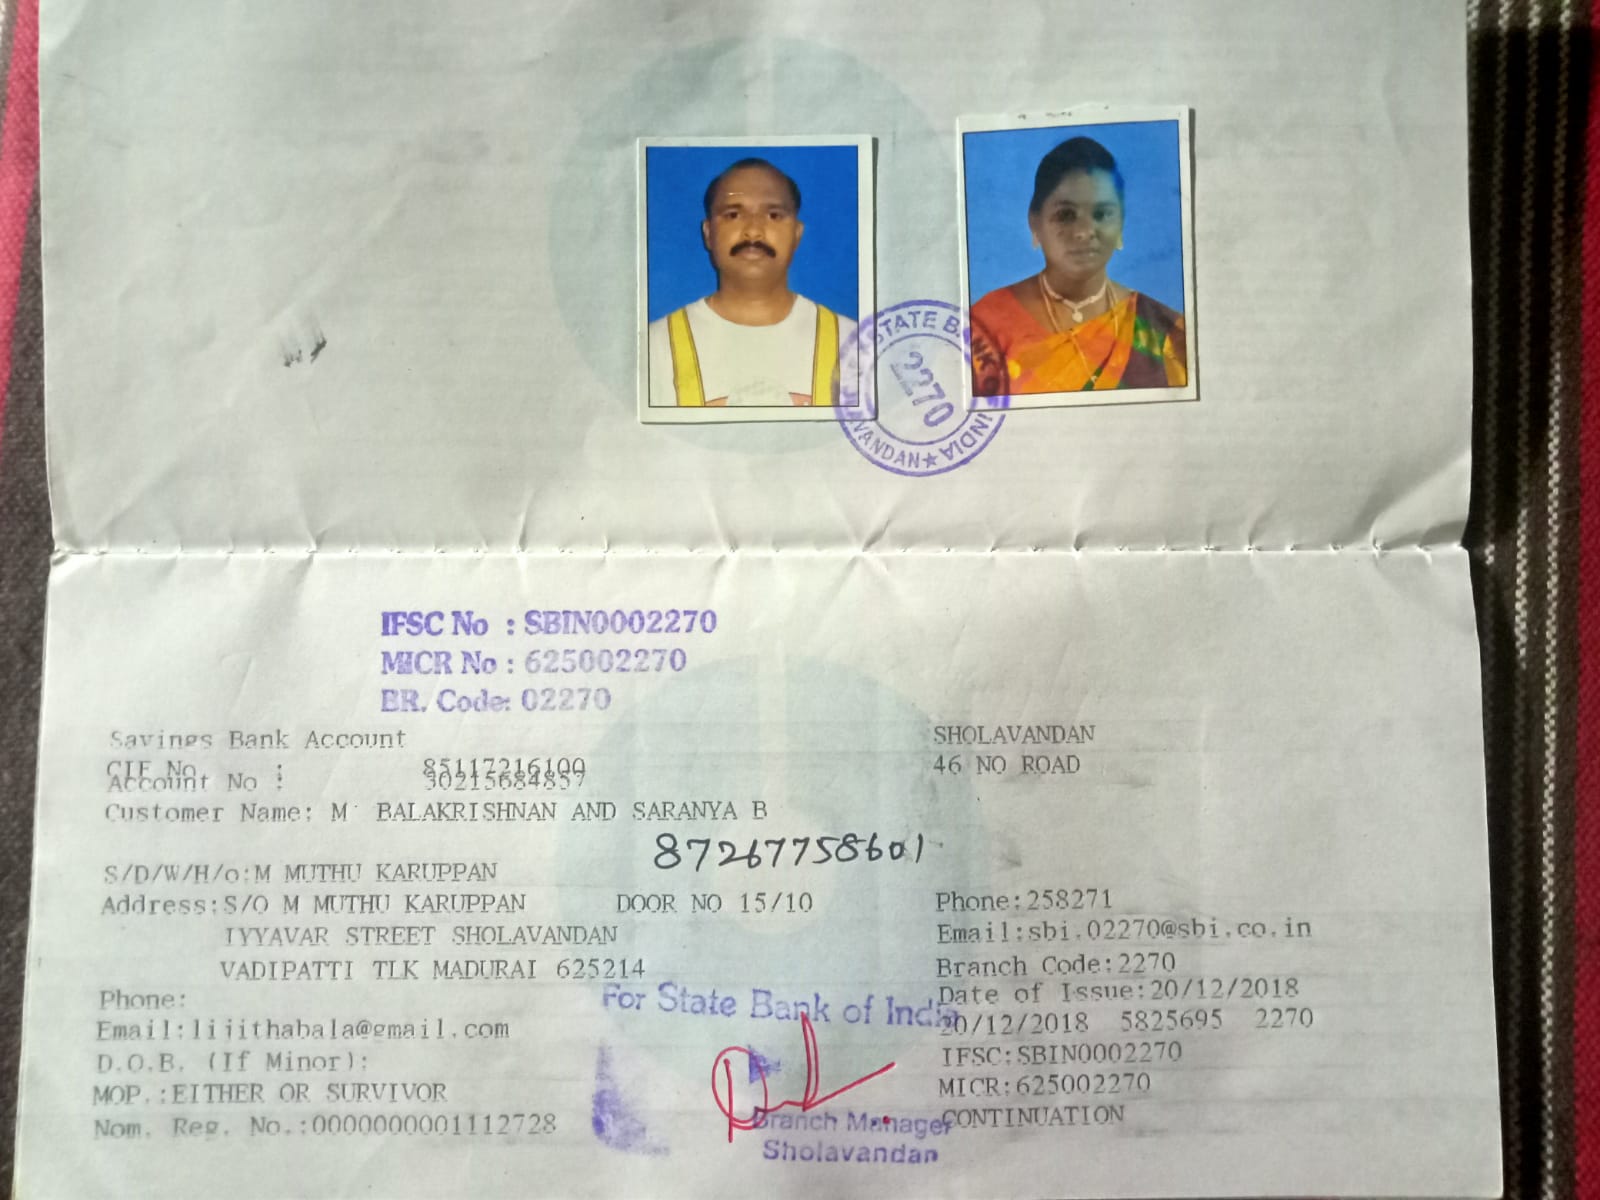 STATE BANK OF INDIA
2270
IFSC No : SBIN0002270
MICR No : 625002270
BR. Code: 02270
Savings Bank Account
CIF No :
Account No :
Customer Name: M BALAKRISHNAN AND SARANYA B
87267758601
S/D/W/H/o:M MUTHU KARUPPAN
Address:S/O M MUTHU KARUPPAN DOOR NO 15/10
IYYAVAR STREET SHOLAVANDAN
VADIPATTI TLK MADURAI 625214
Phone:
Email:lijithabala@gmail.com
D.O.B. (If Minor):
MOP.:EITHER OR SURVIVOR
Nom. Reg. No.:0000000001112728
SHOLAVANDAN
46 NO ROAD
Phone:258271
Email:sbi.02270@sbi.co.in
Branch Code:2270
Date of Issue:20/12/2018
20/12/2018 5825695 2270
IFSC:SBIN0002270
MICR:625002270
CONTINUATION
For State Bank of India
Branch Manager
Sholavandan